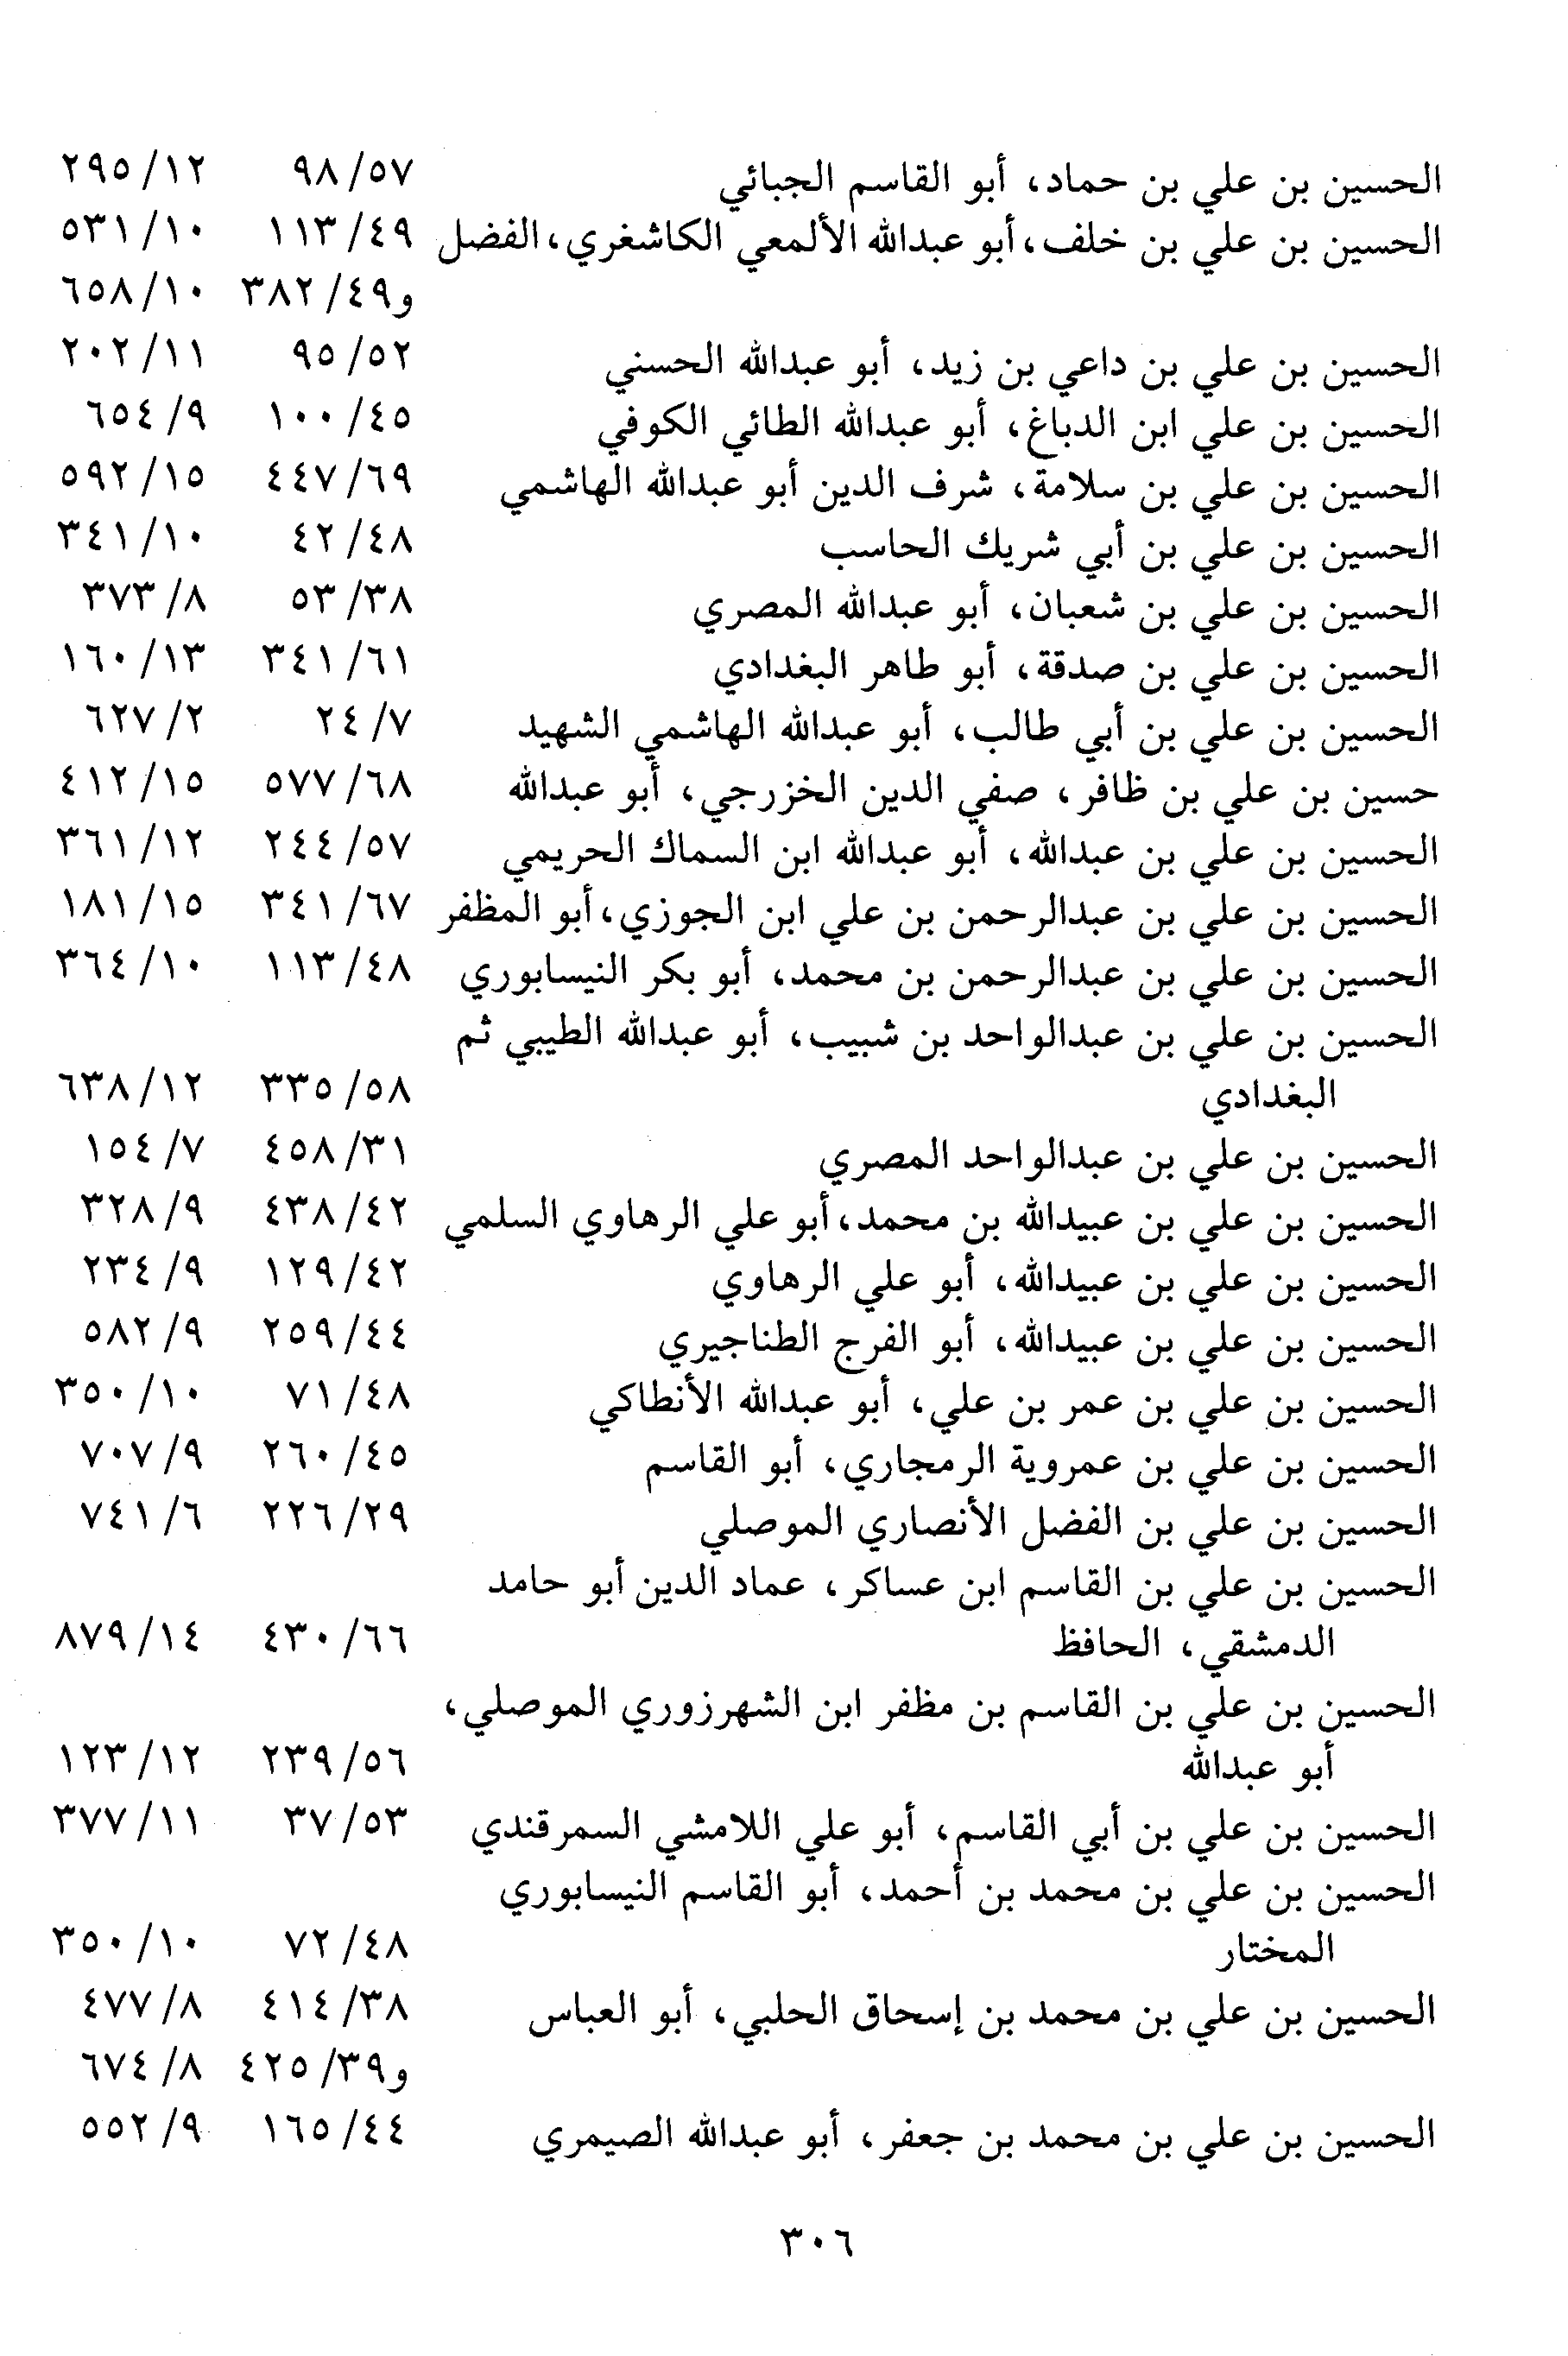 الحسين بن علي بن حماد، أبو القاسم الجبائي ٥٧/ ٩٨ ١٢/ ٢٩٥
الحسين بن علي بن خلف، أبو عبدالله الألمعي الكاشغري، الفضل ٤٩/ ١١٣ ١٠/ ٥٣١
و٤٩/ ٣٨٢ ١٠/ ٦٥٨
الحسين بن علي بن داعي بن زيد، أبو عبدالله الحسني ٥٢/ ٩٥ ١١/ ٢٠٢
الحسين بن علي ابن الدباغ، أبو عبدالله الطائي الكوفي ٤٥/ ١٠٠ ٩/ ٦٥٤
الحسين بن علي بن سلامة، شرف الدين أبو عبدالله الهاشمي ٦٩/ ٤٤٧ ١٥/ ٥٩٢
الحسين بن علي بن أبي شريك الحاسب ٤٨/ ٤٢ ١٠/ ٣٤١
الحسين بن علي بن شعبان، أبو عبدالله المصري ٣٨/ ٥٣ ٨/ ٣٧٣
الحسين بن علي بن صدقة، أبو طاهر البغدادي ٦١/ ٣٤١ ١٣/ ١٦٠
الحسين بن علي بن أبي طالب، أبو عبدالله الهاشمي الشهيد ٧/ ٢٤ ٢/ ٦٢٧
حسين بن علي بن ظافر، صفي الدين الخزرجي، أبو عبدالله ٦٨/ ٥٧٧ ١٥/ ٤١٢
الحسين بن علي بن عبدالله، أبو عبدالله ابن السماك الحريمي ٥٧/ ٢٤٤ ١٢/ ٣٦١
الحسين بن علي بن عبدالرحمن بن علي ابن الجوزي، أبو المظفر ٦٧/ ٣٤١ ١٥/ ١٨١
الحسين بن علي بن عبدالرحمن بن محمد، أبو بكر النيسابوري ٤٨/ ١١٣ ١٠/ ٣٦٤
الحسين بن علي بن عبدالواحد بن شبيب، أبو عبدالله الطيبي ثم
البغدادي ٥٨/ ٣٣٥ ١٢/ ٦٣٨
الحسين بن علي بن عبدالواحد المصري ٣١/ ٤٥٨ ٧/ ١٥٤
الحسين بن علي بن عبيدالله بن محمد، أبو علي الرهاوي السلمي ٤٢/ ٤٣٨ ٩/ ٣٢٨
الحسين بن علي بن عبيدالله، أبو علي الرهاوي ٤٢/ ١٢٩ ٩/ ٢٣٤
الحسين بن علي بن عبيدالله، أبو الفرج الطناجيري ٤٤/ ٢٥٩ ٩/ ٥٨٢
الحسين بن علي بن عمر بن علي، أبو عبدالله الأنطاكي ٤٨/ ٧١ ١٠/ ٣٥٠
الحسين بن علي بن عمروية الرمجاري، أبو القاسم ٤٥/ ٢٦٠ ٩/ ٧٠٧
الحسين بن علي بن الفضل الأنصاري الموصلي ٢٩/ ٢٢٦ ٦/ ٧٤١
الحسين بن علي بن القاسم ابن عساكر، عماد الدين أبو حامد
الدمشقي، الحافظ ٦٦/ ٤٣٠ ١٤/ ٨٧٩
الحسين بن علي بن القاسم بن مظفر ابن الشهرزوري الموصلي،
أبو عبدالله ٥٦/ ٢٣٩ ١٢/ ١٢٣
الحسين بن علي بن أبي القاسم، أبو علي اللامشي السمرقندي ٥٣/ ٣٧ ١١/ ٣٧٧
الحسين بن علي بن محمد بن أحمد، أبو القاسم النيسابوري
المختار ٤٨/ ٧٢ ١٠/ ٣٥٠
الحسين بن علي بن محمد بن إسحاق الحلبي، أبو العباس ٣٨/ ٤١٤ ٨/ ٤٧٧
و٣٩/ ٤٢٥ ٨/ ٦٧٤
الحسين بن علي بن محمد بن جعفر، أبو عبدالله الصيمري ٤٤/ ١٦٥ ٩/ ٥٥٢
٣٠٦